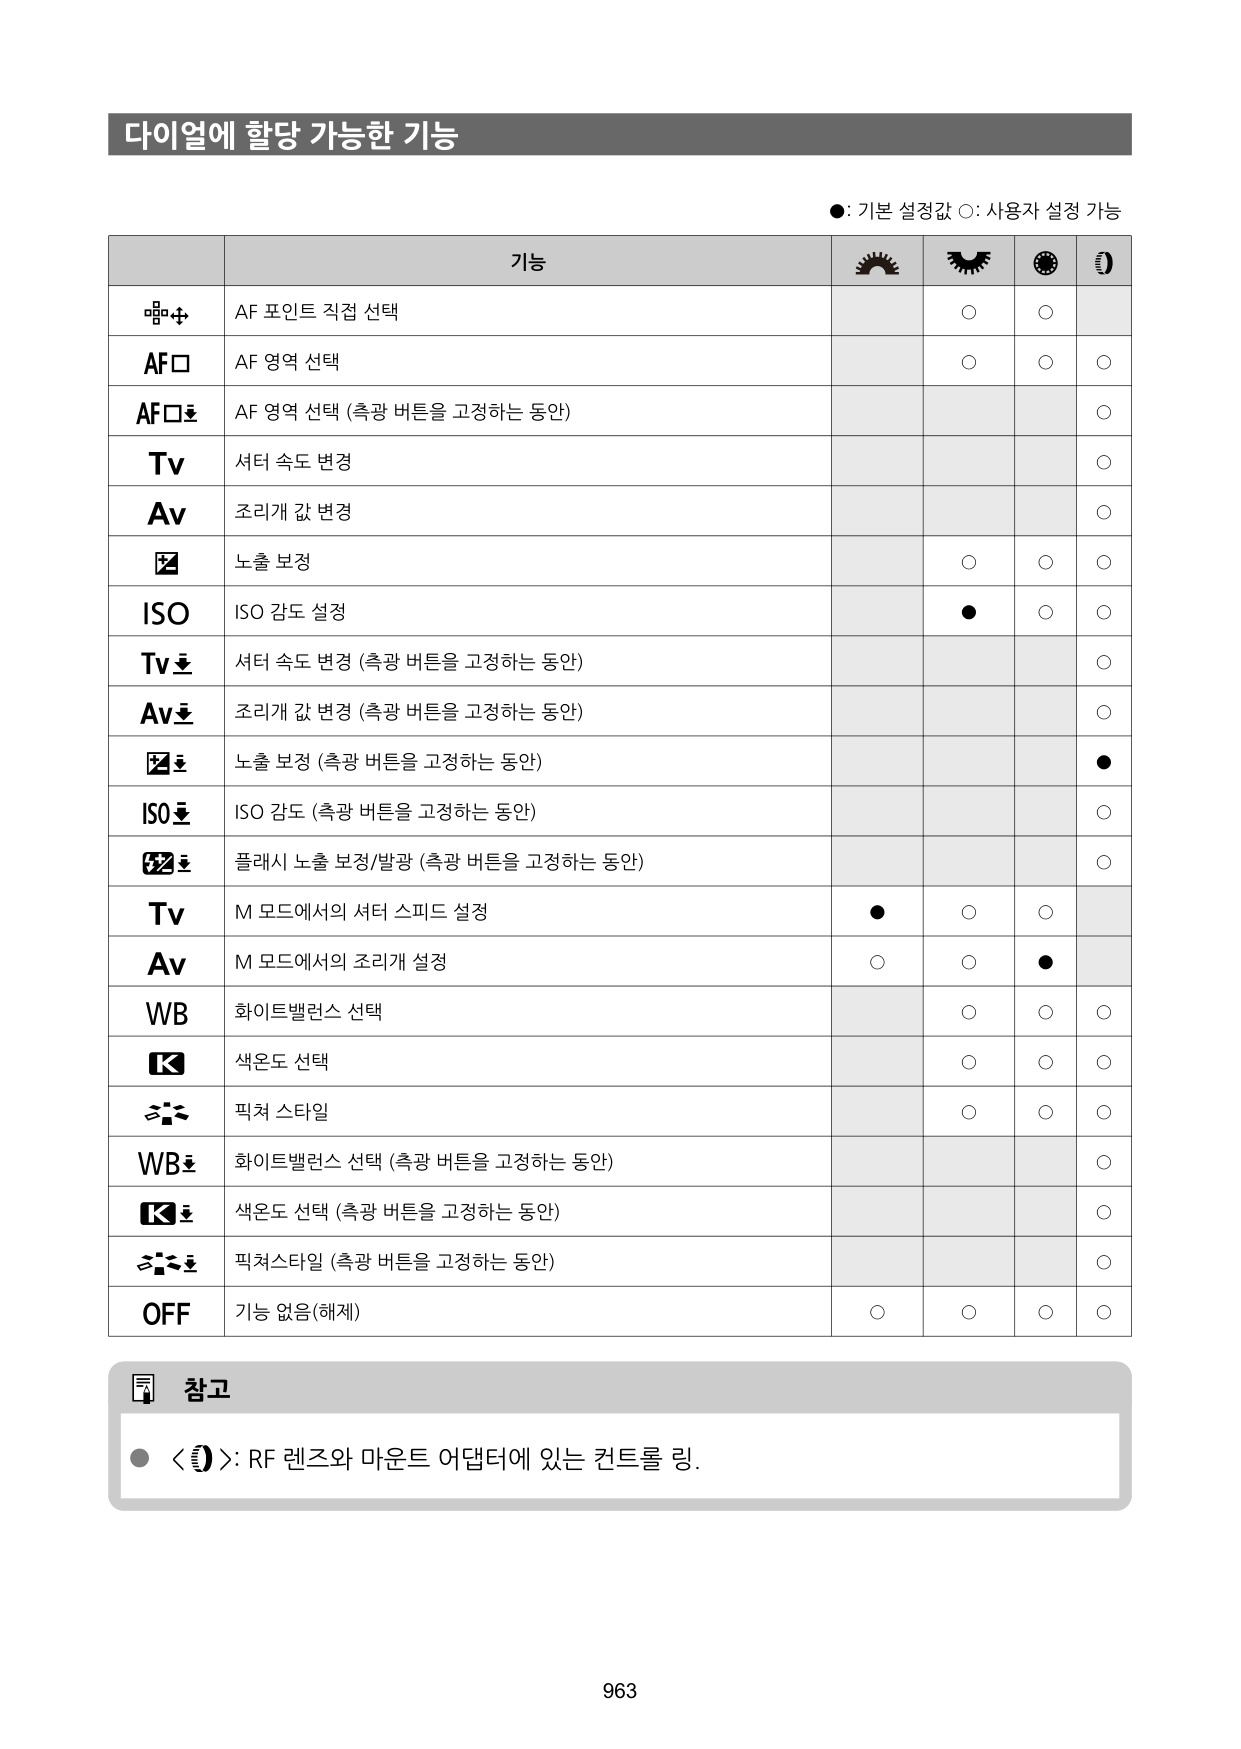 다이얼에 할당 가능한 기능
●: 기본 설정값 ○: 사용자 설정 가능
기능
AF 포인트 직접 선택 ○ ○
AF□ AF 영역 선택 ○ ○ ○
AF□ AF 영역 선택 (측광 버튼을 고정하는 동안) ○
Tv 셔터 속도 변경 ○
Av 조리개 값 변경 ○
노출 보정 ○ ○ ○
ISO ISO 감도 설정 ● ○ ○
Tv 셔터 속도 변경 (측광 버튼을 고정하는 동안) ○
Av 조리개 값 변경 (측광 버튼을 고정하는 동안) ○
노출 보정 (측광 버튼을 고정하는 동안) ●
ISO ISO 감도 (측광 버튼을 고정하는 동안) ○
플래시 노출 보정/발광 (측광 버튼을 고정하는 동안) ○
Tv M 모드에서의 셔터 스피드 설정 ● ○ ○
Av M 모드에서의 조리개 설정 ○ ○ ●
WB 화이트밸런스 선택 ○ ○ ○
K 색온도 선택 ○ ○ ○
픽쳐 스타일 ○ ○ ○
WB 화이트밸런스 선택 (측광 버튼을 고정하는 동안) ○
K 색온도 선택 (측광 버튼을 고정하는 동안) ○
픽쳐스타일 (측광 버튼을 고정하는 동안) ○
OFF 기능 없음(해제) ○ ○ ○ ○
참고
● < >: RF 렌즈와 마운트 어댑터에 있는 컨트롤 링.
963